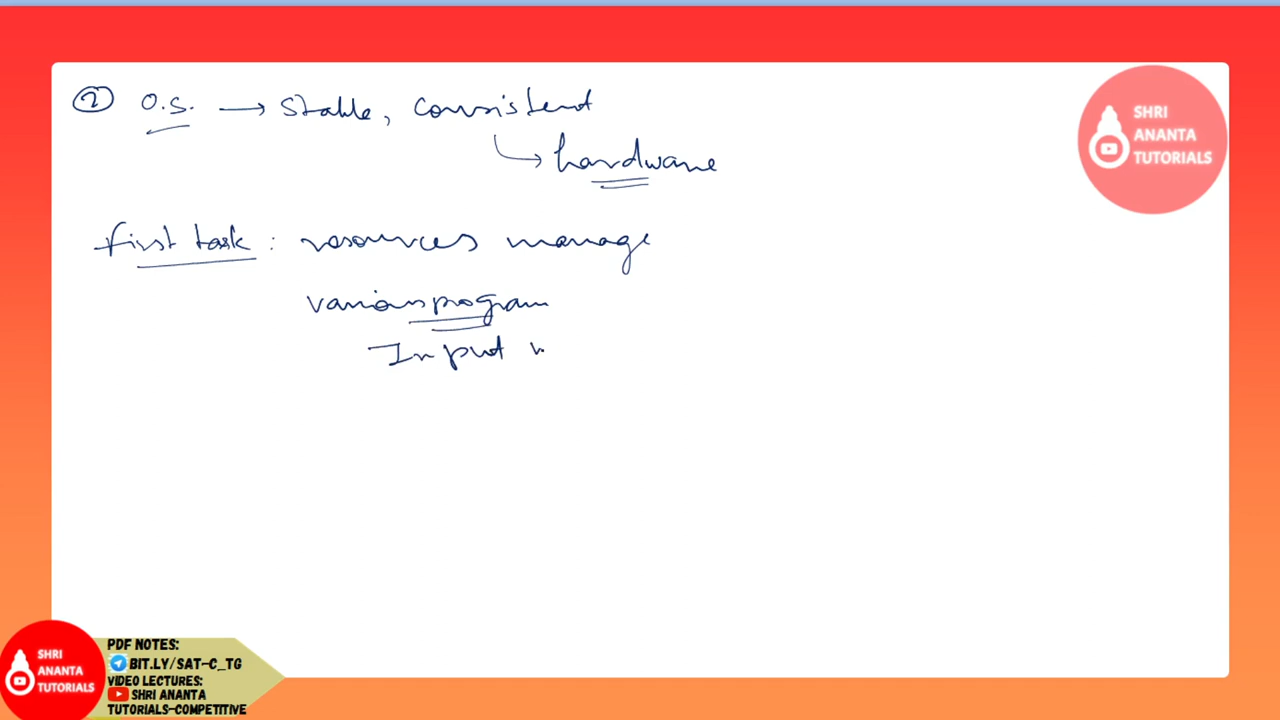 ② O.S. → Stable, Consistent
↳ hardware
first task : resources manage
various program
Input
SHRI
ANANTA
TUTORIALS
SHRI
ANANTA
TUTORIALS
PDF NOTES:
BIT.LY/SAT-C_TG
VIDEO LECTURES:
SHRI ANANTA
TUTORIALS-COMPETITIVE